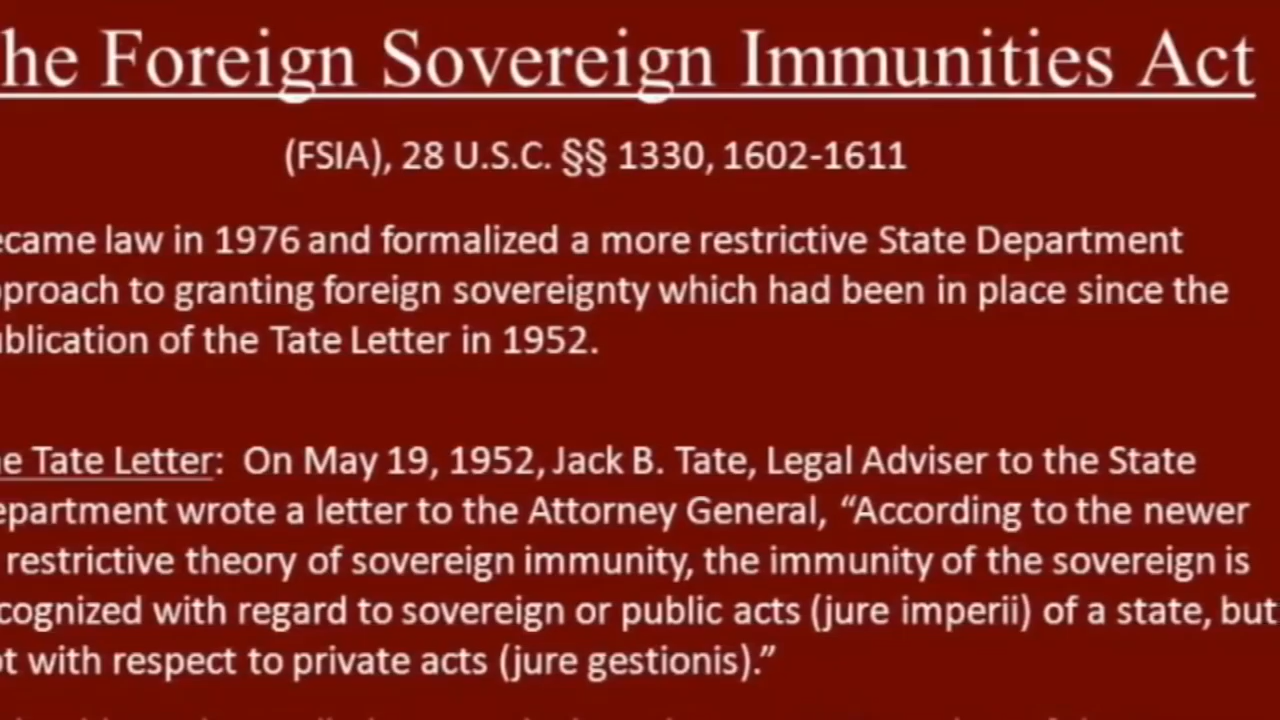 he Foreign Sovereign Immunities Act
(FSIA), 28 U.S.C. §§ 1330, 1602-1611
ecame law in 1976 and formalized a more restrictive State Department
pproach to granting foreign sovereignty which had been in place since the
ublication of the Tate Letter in 1952.
e Tate Letter: On May 19, 1952, Jack B. Tate, Legal Adviser to the State
epartment wrote a letter to the Attorney General, “According to the newer
restrictive theory of sovereign immunity, the immunity of the sovereign is
cognized with regard to sovereign or public acts (jure imperii) of a state, but
t with respect to private acts (jure gestionis).”